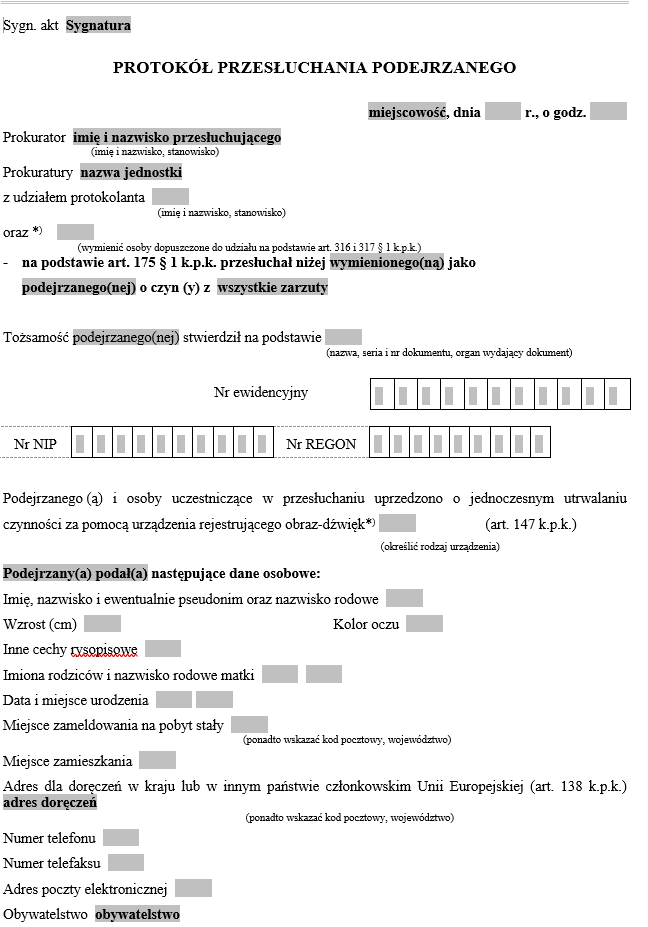 Sygn. akt Sygnatura
PROTOKÓŁ PRZESŁUCHANIA PODEJRZANEGO
miejscowość, dnia r., o godz.
Prokurator imię i nazwisko przesłuchującego
(imię i nazwisko, stanowisko)
Prokuratury nazwa jednostki
z udziałem protokolanta
(imię i nazwisko, stanowisko)
oraz *)
(wymienić osoby dopuszczone do udziału na podstawie art. 316 i 317 § 1 k.p.k.)
- na podstawie art. 175 § 1 k.p.k. przesłuchał niżej wymienionego(ną) jako
podejrzanego(nej) o czyn (y) z wszystkie zarzuty
Tożsamość podejrzanego(nej) stwierdził na podstawie
(nazwa, seria i nr dokumentu, organ wydający dokument)
Nr ewidencyjny
Nr NIP Nr REGON
Podejrzanego (ą) i osoby uczestniczące w przesłuchaniu uprzedzono o jednoczesnym utrwalaniu
czynności za pomocą urządzenia rejestrującego obraz-dźwięk*) (art. 147 k.p.k.)
(określić rodzaj urządzenia)
Podejrzany(a) podał(a) następujące dane osobowe:
Imię, nazwisko i ewentualnie pseudonim oraz nazwisko rodowe
Wzrost (cm) Kolor oczu
Inne cechy rysopisowe
Imiona rodziców i nazwisko rodowe matki
Data i miejsce urodzenia
Miejsce zameldowania na pobyt stały
(ponadto wskazać kod pocztowy, województwo)
Miejsce zamieszkania
Adres dla doręczeń w kraju lub w innym państwie członkowskim Unii Europejskiej (art. 138 k.p.k.)
adres doręczeń
(ponadto wskazać kod pocztowy, województwo)
Numer telefonu
Numer telefaksu
Adres poczty elektronicznej
Obywatelstwo obywatelstwo